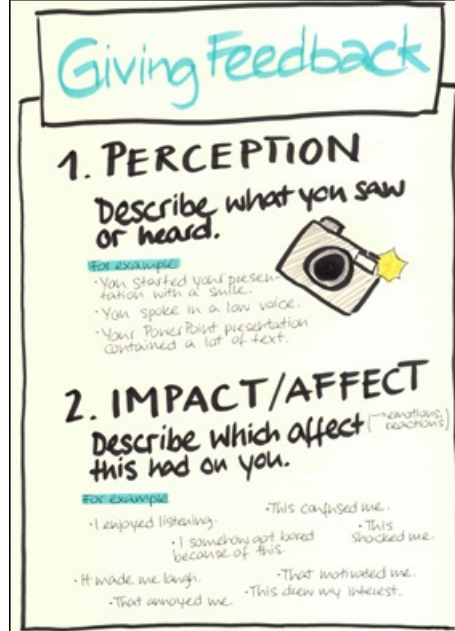 Giving Feedback
1. PERCEPTION
Describe what you saw
or heard.
For example
• You started your presen-
tation with a smile.
• You spoke in a low voice.
• Your PowerPoint presentation
contained a lot of text.
2. IMPACT/AFFECT
Describe which affect (→ emotions,
reactions)
this had on you.
For example
• I enjoyed listening.
• This confused me.
• I somehow got bored
because of this.
• This
shocked me.
• It made me laugh.
• That motivated me.
• That annoyed me.
• This drew my interest.